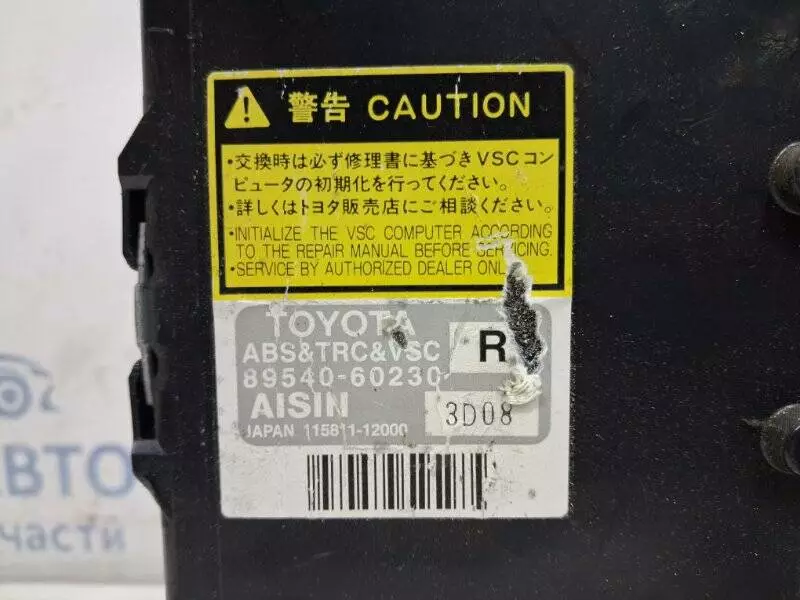 警告 CAUTION
・交換時は必ず修理書に基づきVSCコン
ピュータの初期化を行ってください。
・詳しくはトヨタ販売店にご相談ください。
・INITIALIZE THE VSC COMPUTER ACCORDING
TO THE REPAIR MANUAL BEFORE SERVICING.
・SERVICE BY AUTHORIZED DEALER
TOYOTA
ABS&TRC&VSC R
89540-60230
AISIN 3D08
JAPAN 115811-12000
АВТО